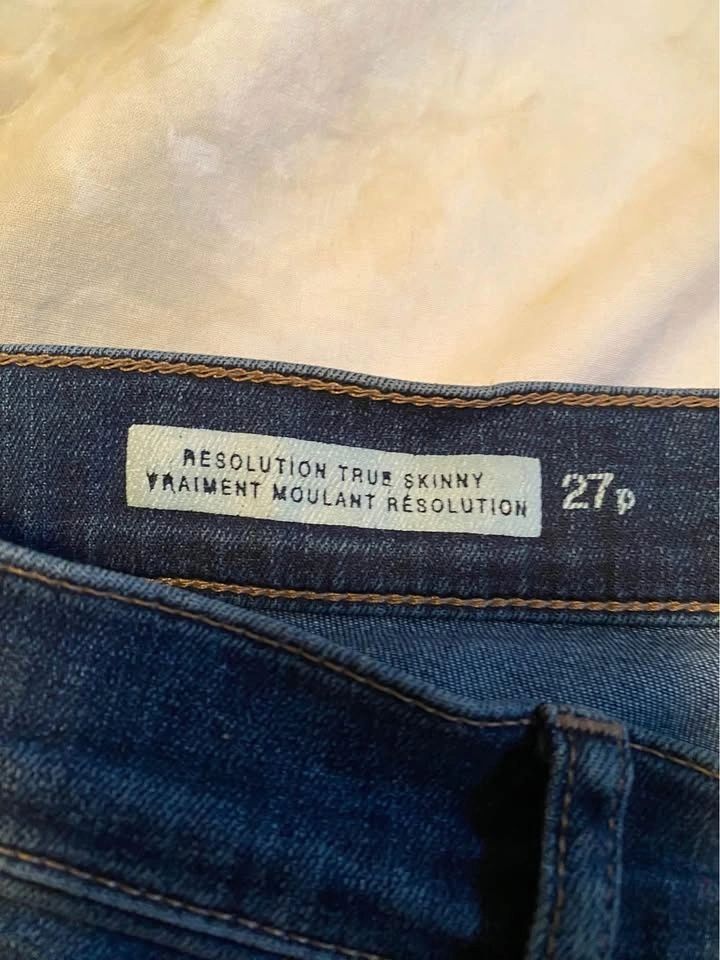 RESOLUTION TRUE SKINNY
VRAIMENT MOULANT RÉSOLUTION
27p